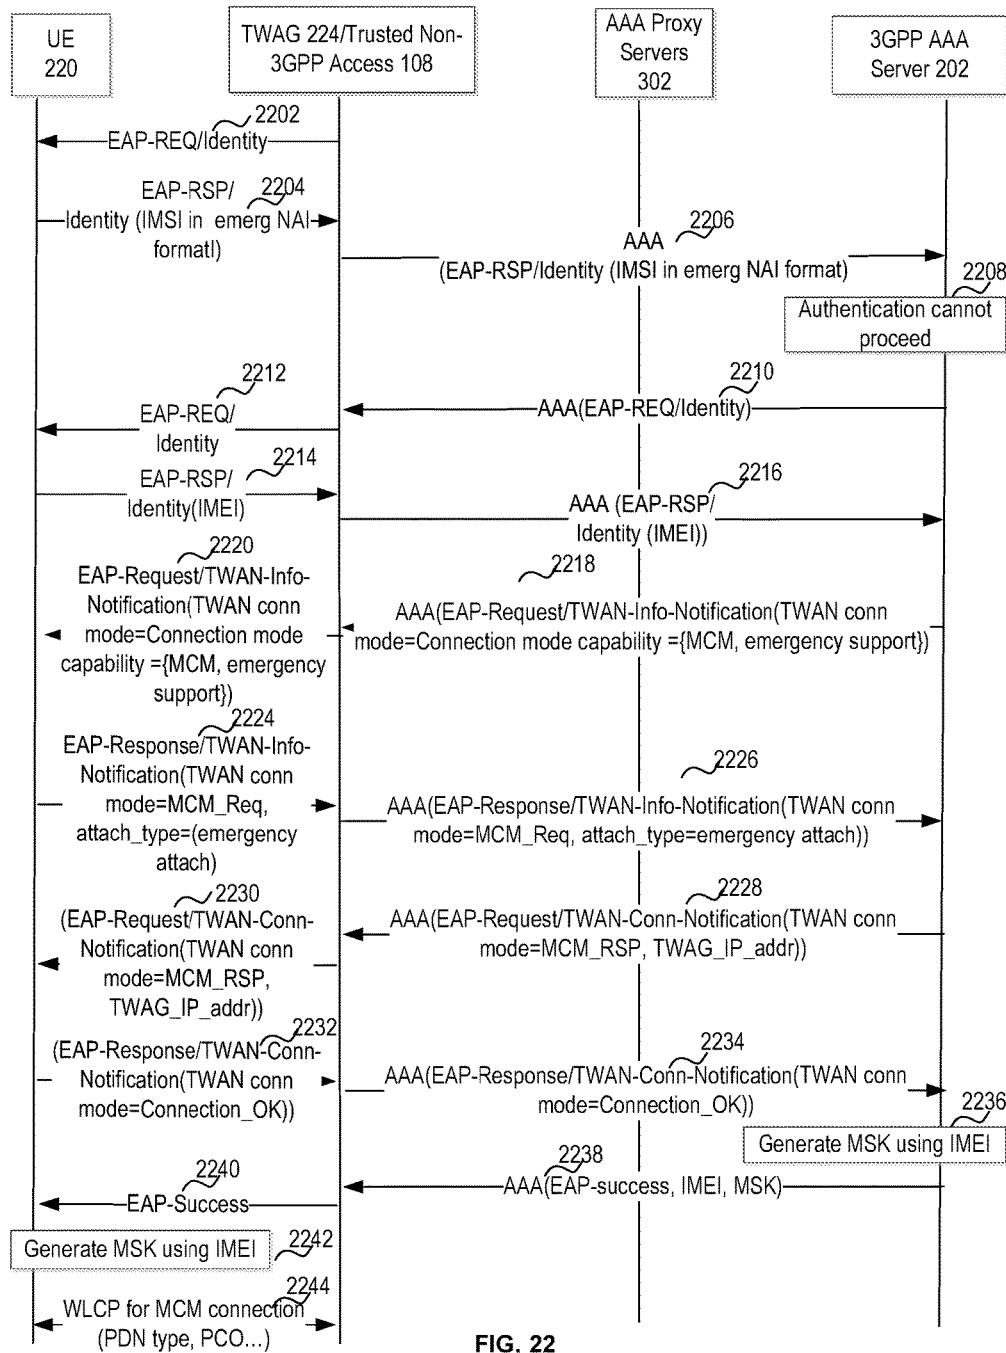 UE
220
TWAG 224/Trusted Non-
3GPP Access 108
AAA Proxy
Servers
302
3GPP AAA
Server 202
2202
EAP-REQ/Identity
EAP-RSP/
2204
Identity (IMSI in emerg NAI
formatI)
2206
AAA
(EAP-RSP/Identity (IMSI in emerg NAI format)
2208
Authentication cannot
proceed
2210
AAA(EAP-REQ/Identity)
2212
EAP-REQ/
Identity
2214
EAP-RSP/
Identity(IMEI)
2216
AAA (EAP-RSP/
Identity (IMEI))
2218
AAA(EAP-Request/TWAN-Info-Notification(TWAN conn
mode=Connection mode capability ={MCM, emergency support})
2220
EAP-Request/TWAN-Info-
Notification(TWAN conn
mode=Connection mode
capability ={MCM, emergency
support})
2224
EAP-Response/TWAN-Info-
Notification(TWAN conn
mode=MCM_Req,
attach_type=(emergency
attach)
2226
AAA(EAP-Response/TWAN-Info-Notification(TWAN conn
mode=MCM_Req, attach_type=emergency attach))
2228
AAA(EAP-Request/TWAN-Conn-Notification(TWAN conn
mode=MCM_RSP, TWAG_IP_addr))
2230
(EAP-Request/TWAN-Conn-
Notification(TWAN conn
mode=MCM_RSP,
TWAG_IP_addr))
2232
(EAP-Response/TWAN-Conn-
Notification(TWAN conn
mode=Connection_OK))
2234
AAA(EAP-Response/TWAN-Conn-Notification(TWAN conn
mode=Connection_OK))
2236
Generate MSK using IMEI
2238
AAA(EAP-success, IMEI, MSK)
2240
EAP-Success
Generate MSK using IMEI
2242
2244
WLCP for MCM connection
(PDN type, PCO...)
FIG. 22